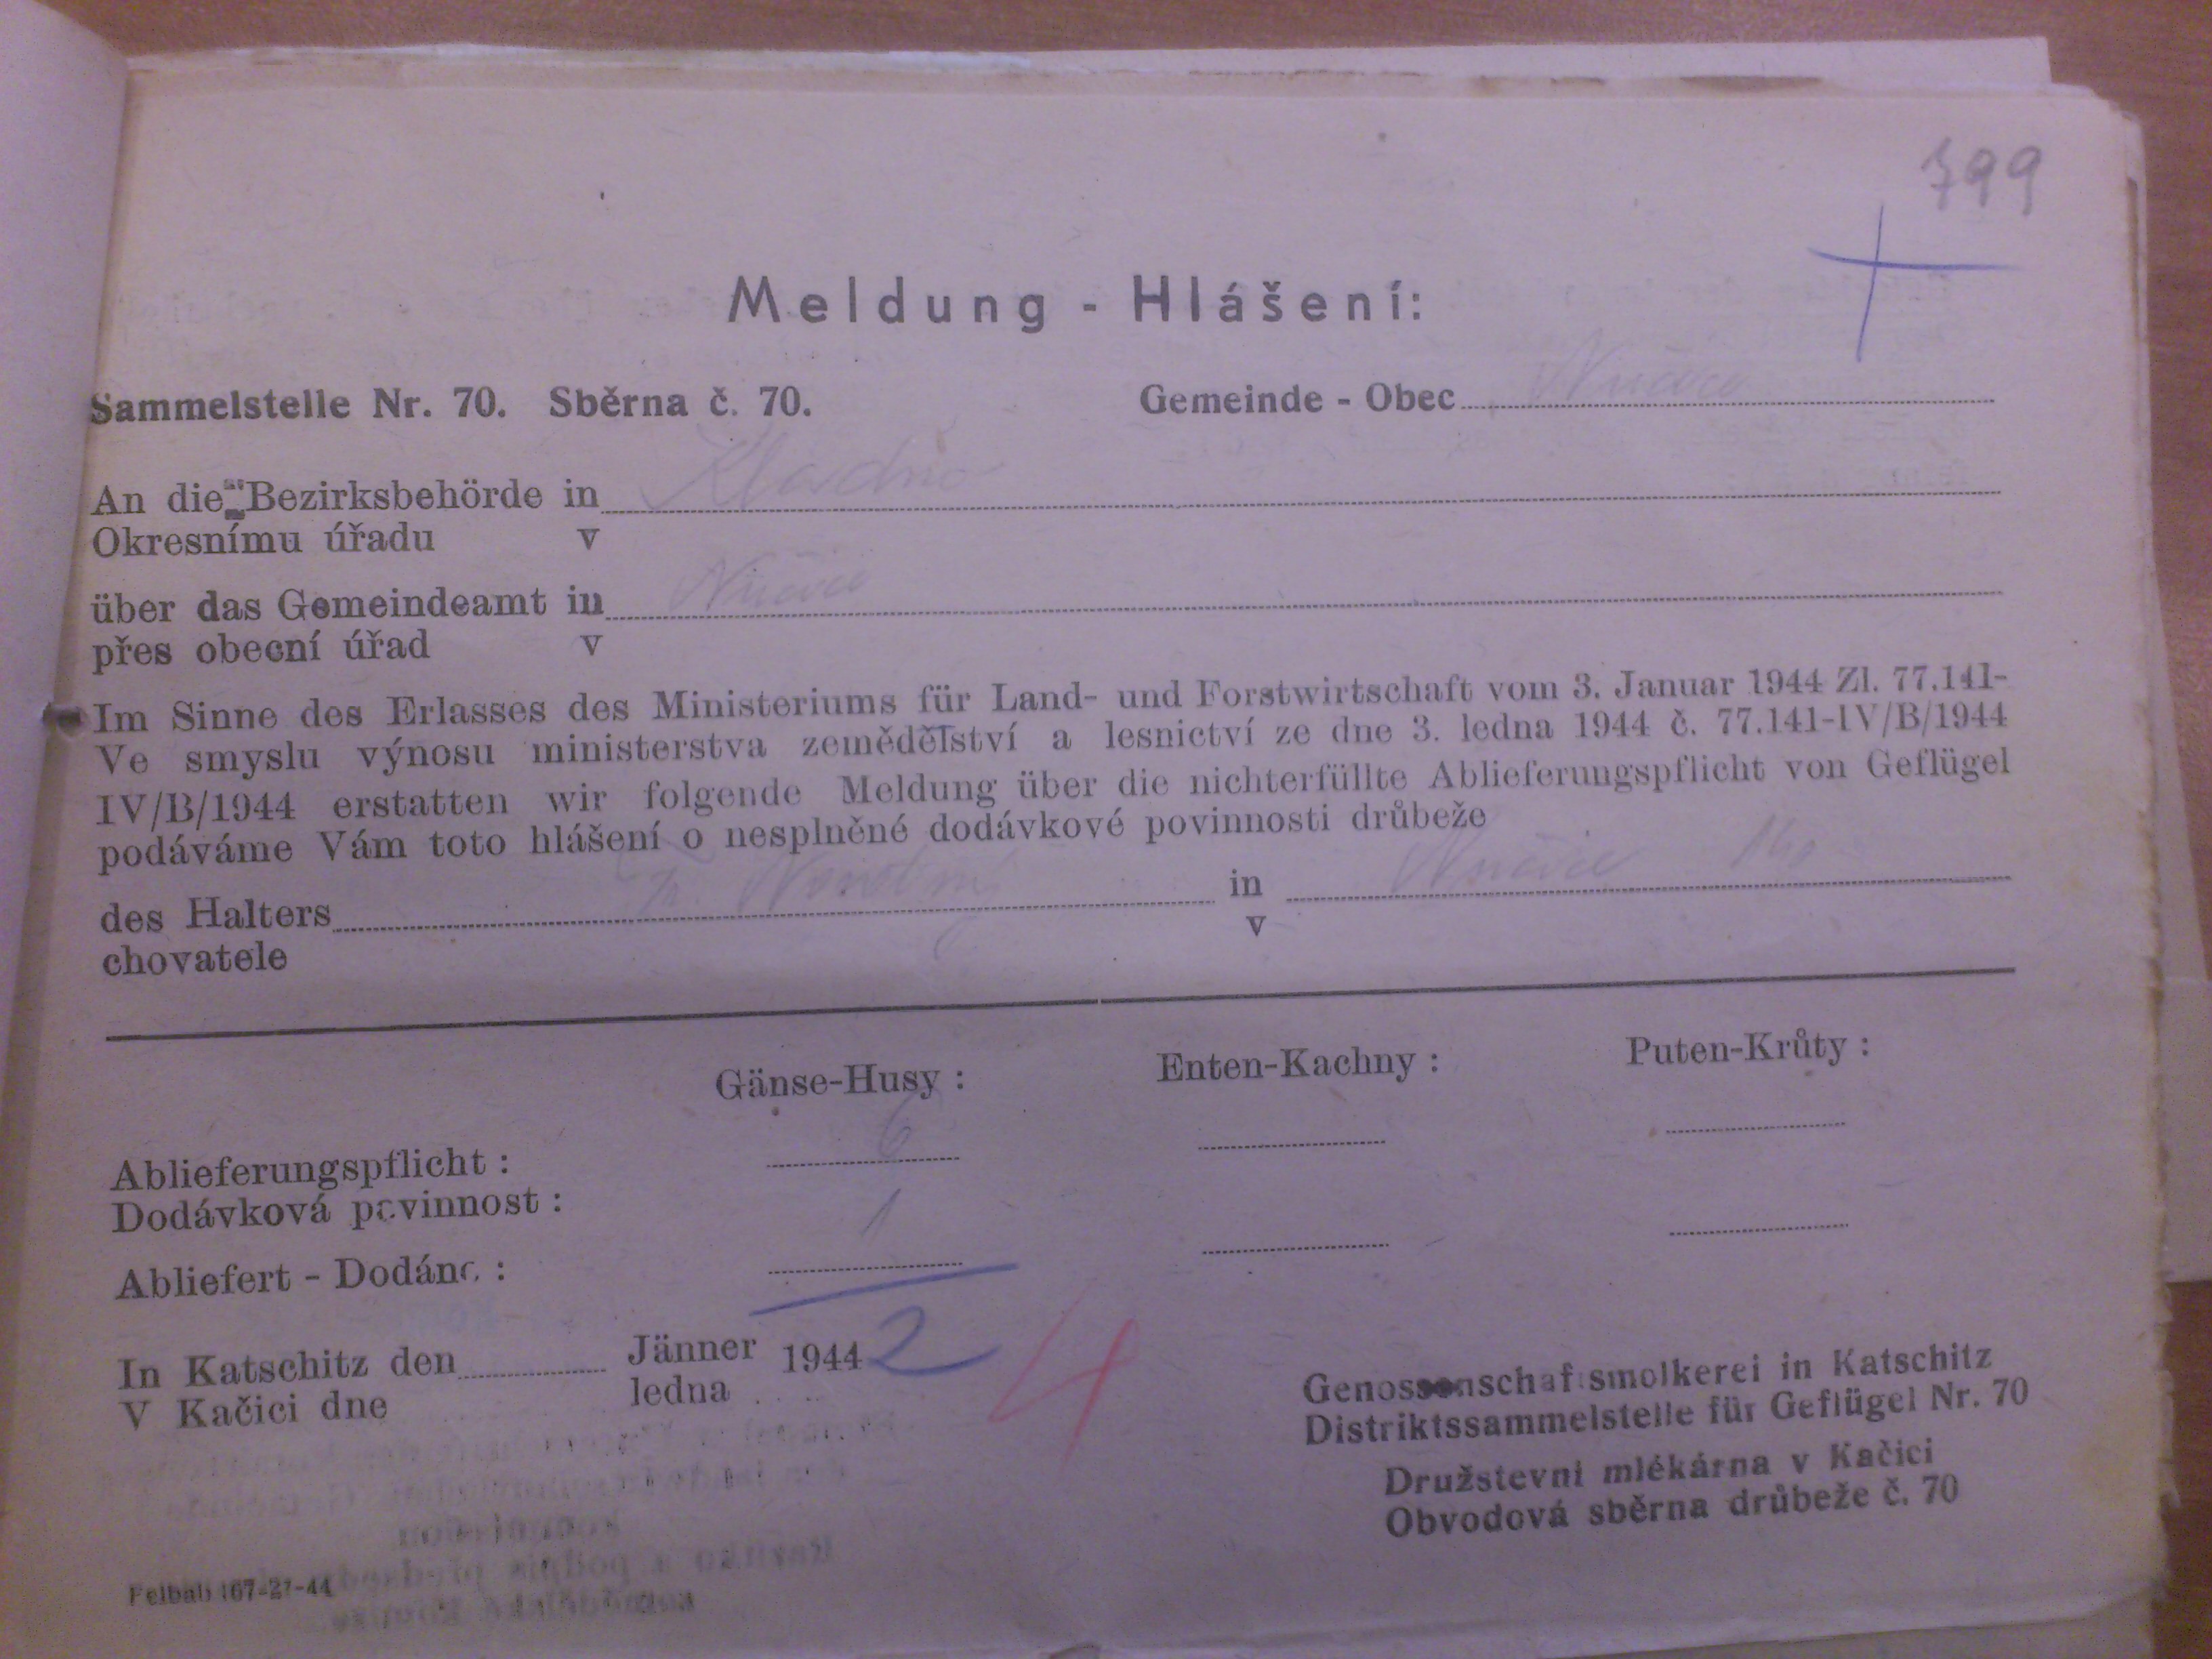 799
Meldung - Hlášení:
Sammelstelle Nr. 70. Sběrna č. 70. Gemeinde - Obec Nučice
An die Bezirksbehörde in Kladno
Okresnímu úřadu v
über das Gemeindeamt in Nučice
přes obecní úřad v
Im Sinne des Erlasses des Ministeriums für Land- und Forstwirtschaft vom 3. Januar 1944 Zl. 77.141-
Ve smyslu výnosu ministerstva zemědělství a lesnictví ze dne 3. ledna 1944 č. 77.141-IV/B/1944
IV/B/1944 erstatten wir folgende Meldung über die nichterfüllte Ablieferungspflicht von Geflügel
podáváme Vám toto hlášení o nesplněné dodávkové povinnosti drůbeže
des Halters in Nučice
chovatele v
Gänse-Husy : Enten-Kachny : Puten-Krůty :
Ablieferungspflicht : 6
Dodávková povinnost :
Abliefert - Dodáno : 1
In Katschitz den Jänner 1944 2 4
V Kačici dne ledna
Genossenschaftsmolkerei in Katschitz
Distriktssammelstelle für Geflügel Nr. 70
Družstevní mlékárna v Kačici
Obvodová sběrna drůbeže č. 70
Felbab 167-27-44